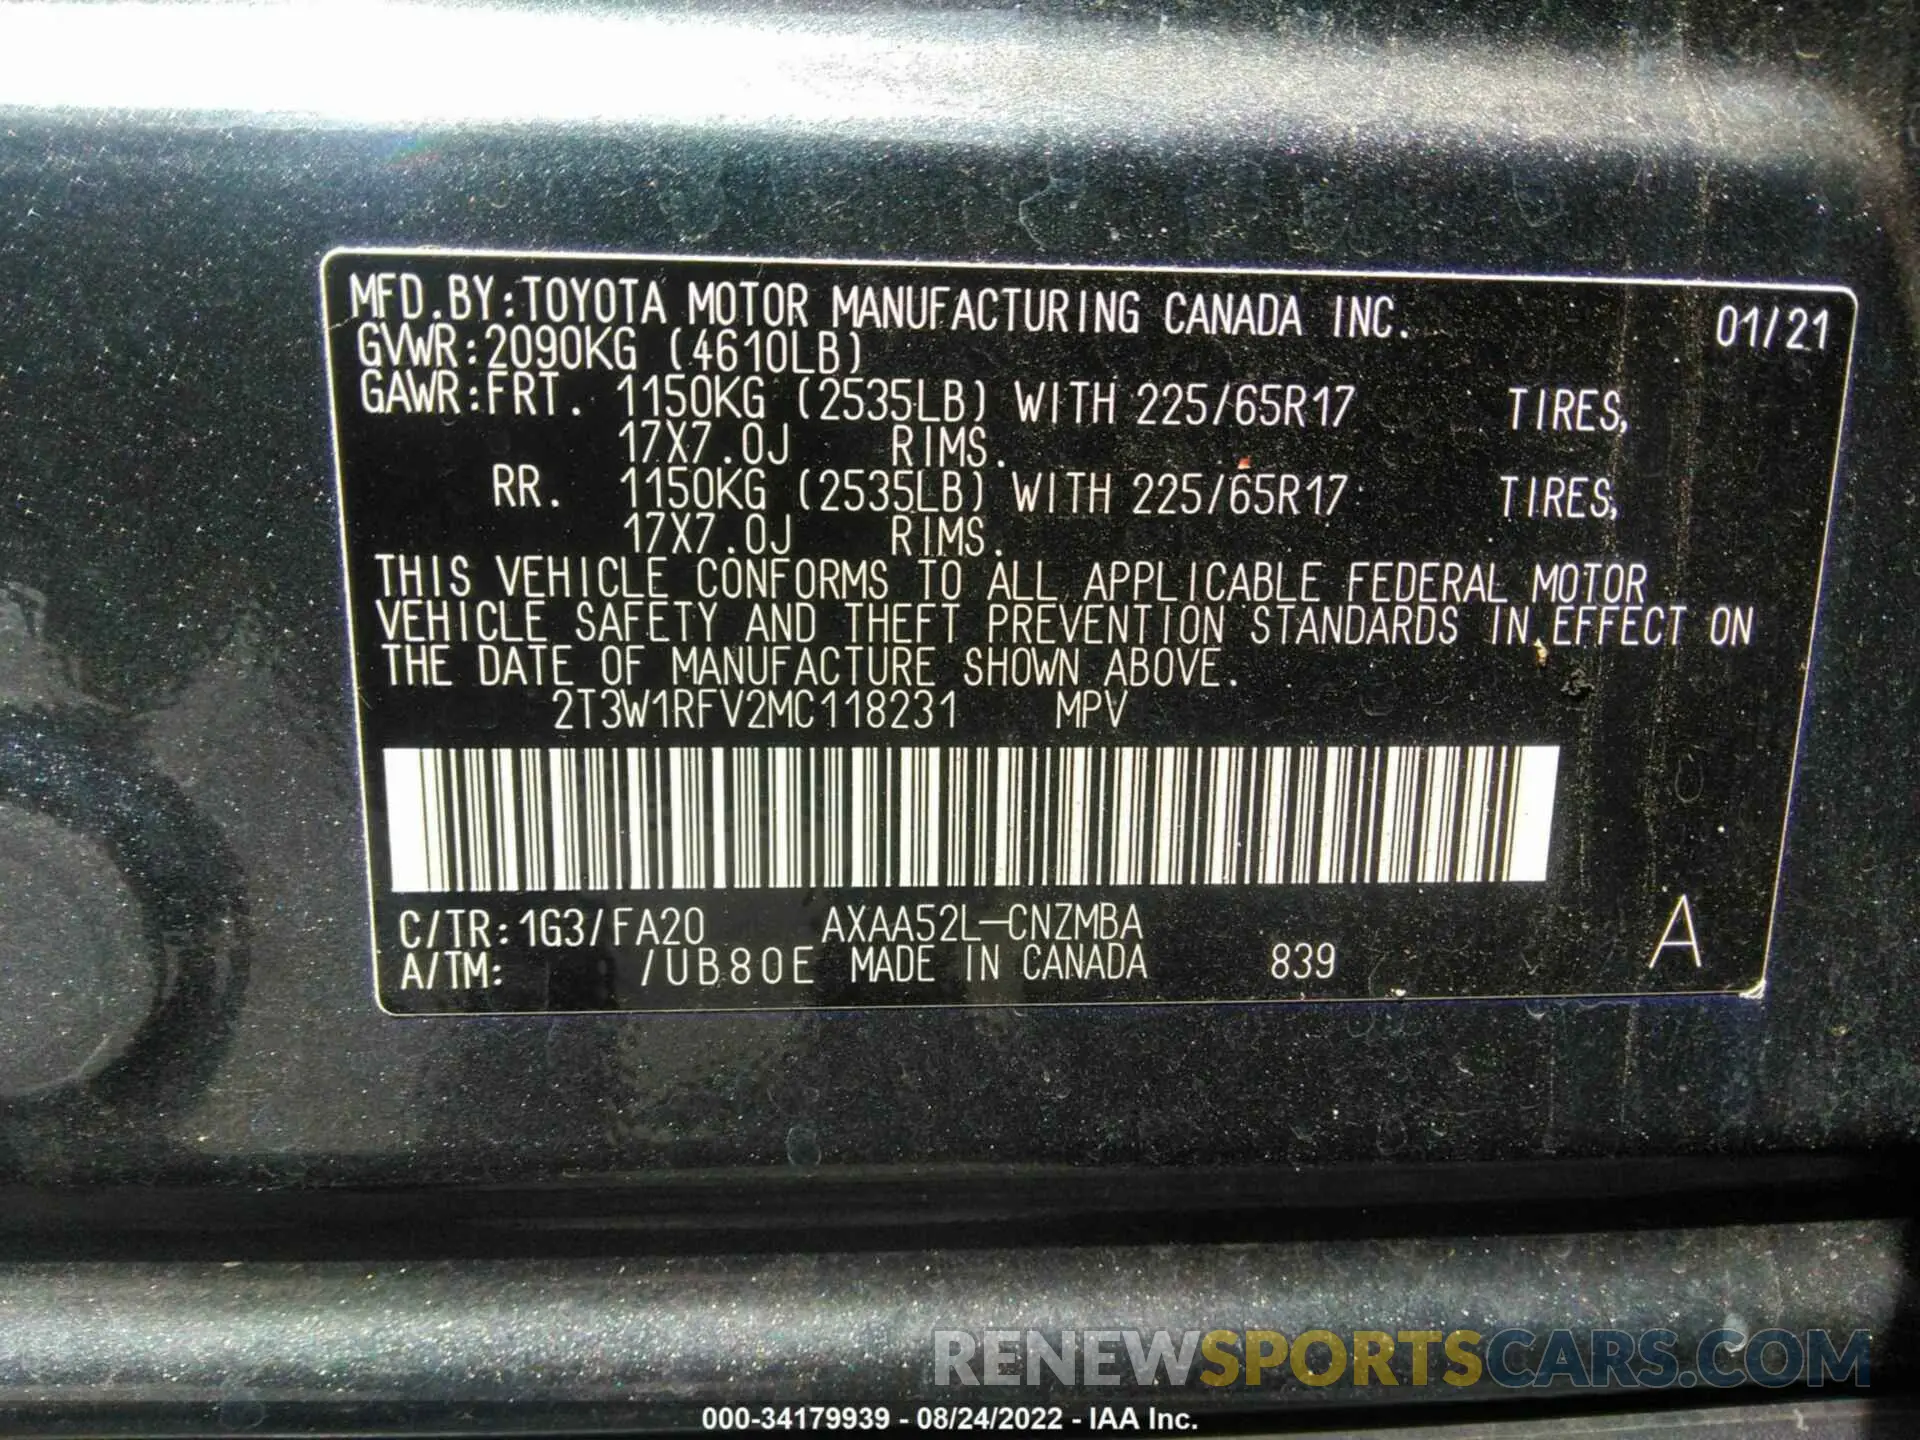 MFD.BY:TOYOTA MOTOR MANUFACTURING CANADA INC. 01/21
GVWR:2090KG (4610LB)
GAWR:FRT. 1150KG (2535LB) WITH 225/65R17 TIRES,
17X7.0J RIMS.
RR. 1150KG (2535LB) WITH 225/65R17 TIRES,
17X7.0J RIMS.
THIS VEHICLE CONFORMS TO ALL APPLICABLE FEDERAL MOTOR
VEHICLE SAFETY AND THEFT PREVENTION STANDARDS IN EFFECT ON
THE DATE OF MANUFACTURE SHOWN ABOVE.
2T3W1RFV2MC118231 MPV
C/TR:1G3/FA20 AXAA52L-CNZMBA
A/TM: /UB80E MADE IN CANADA 839 A
RENEWSPORTSCARS.COM
000-34179939 - 08/24/2022 - IAA Inc.